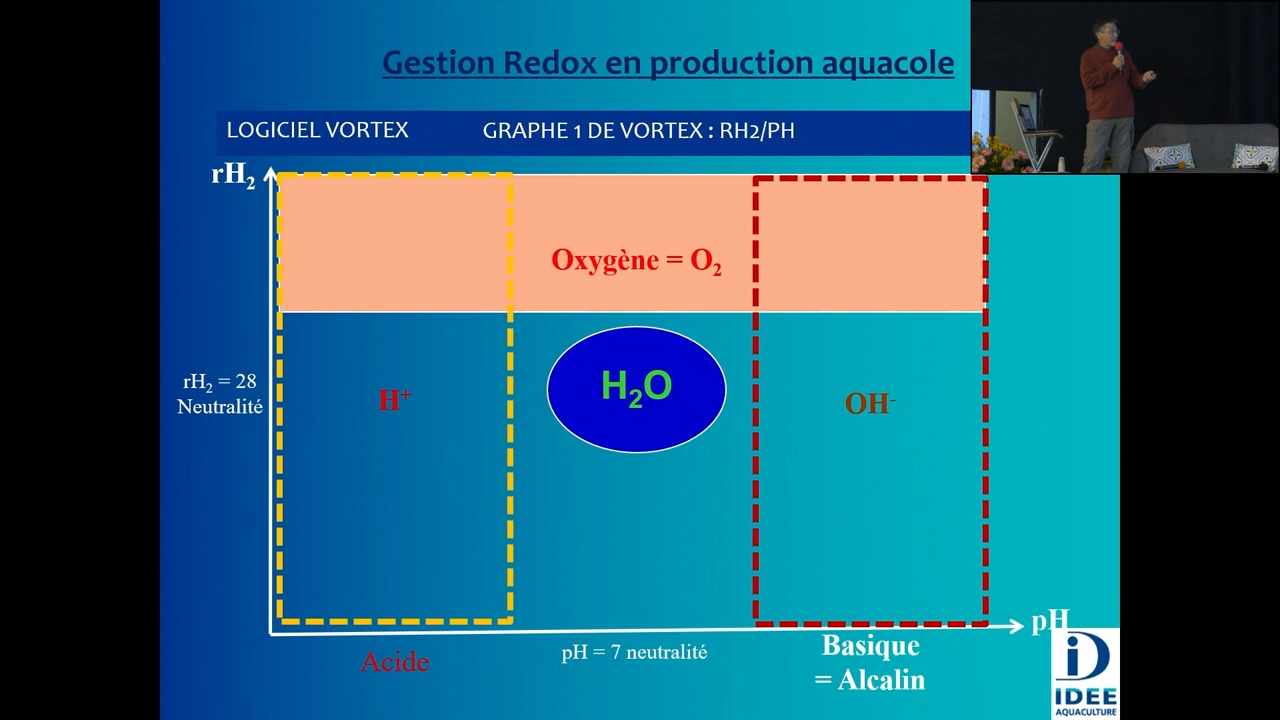 Gestion Redox en production aquacole
LOGICIEL VORTEX GRAPHE 1 DE VORTEX : RH2/PH
rH₂
Oxygène = O₂
rH₂ = 28
Neutralité
H⁺
H₂O
OH⁻
pH
Acide
pH = 7 neutralité
Basique
= Alcalin
iD
IDEE
AQUACULTURE